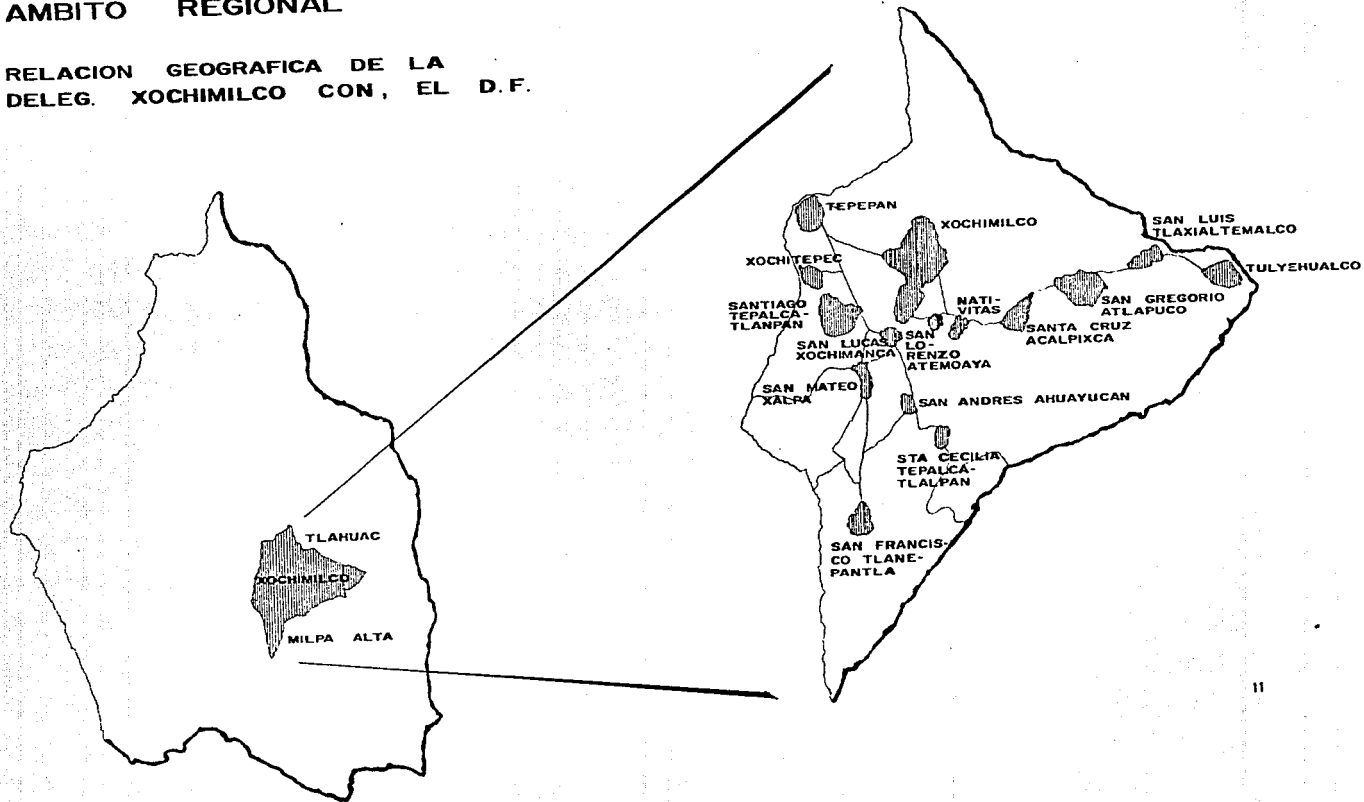 AMBITO REGIONAL
RELACION GEOGRAFICA DE LA
DELEG. XOCHIMILCO CON, EL D.F.
TLAHUAC
XOCHIMILCO
MILPA ALTA
TEPEPAN
XOCHIMILCO
SAN LUIS
TLAXIALTEMALCO
XOCHITEPEC
TULYEHUALCO
SANTIAGO
TEPALCA-
TLANPAN
NATI-
VITAS
SAN GREGORIO
ATLAPUCO
SANTA CRUZ
ACALPIXCA
SAN LUCAS
XOCHIMANCA
SAN
LO-
RENZO
ATEMOAYA
SAN MATEO
XALPA
SAN ANDRES AHUAYUCAN
STA CECILIA
TEPALCA-
TLALPAN
SAN FRANCIS-
CO TLANE-
PANTLA
11